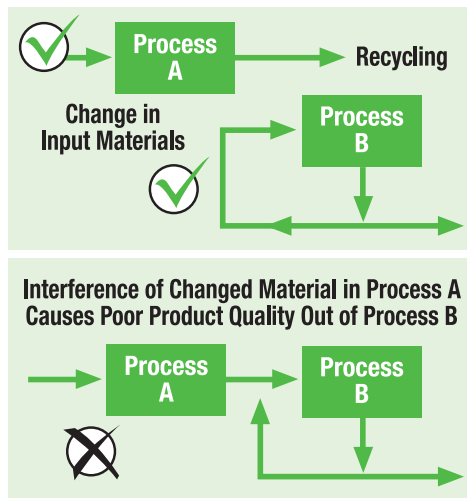 Process
A
Recycling
Change in
Input Materials
Process
B
Interference of Changed Material in Process A
Causes Poor Product Quality Out of Process B
Process
A
Process
B